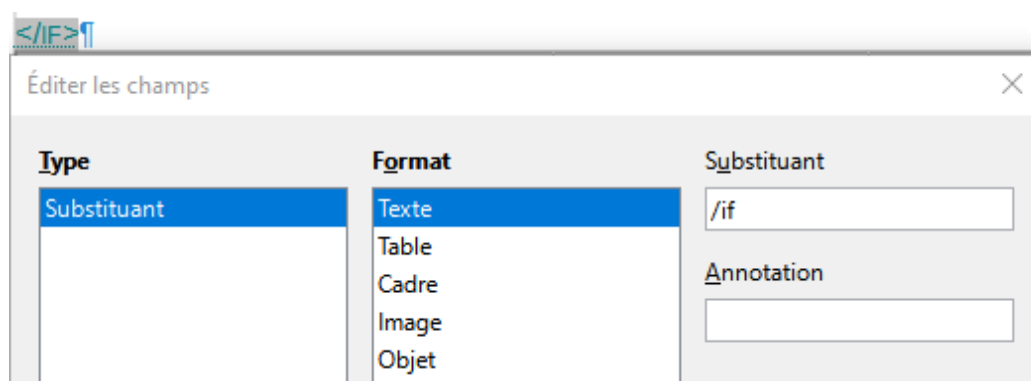 </IF>¶
Éditer les champs
Type
Substituant
Format
Texte
Table
Cadre
Image
Objet
Substituant
/if
Annotation